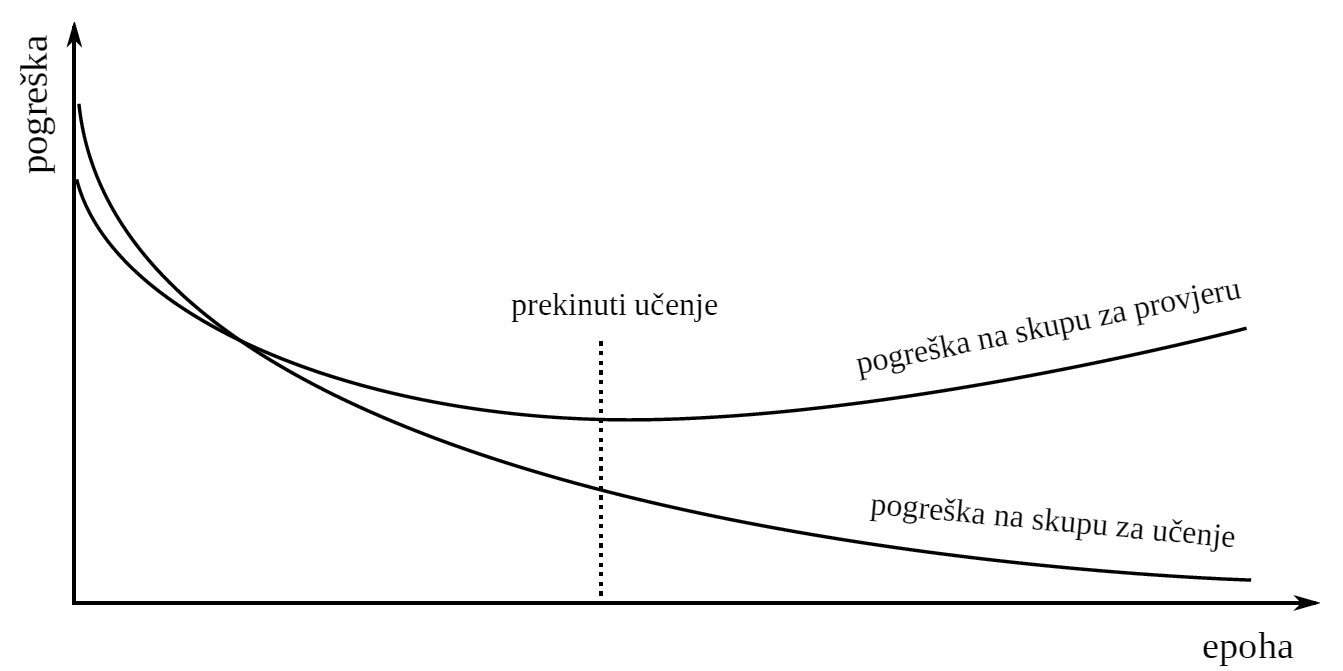 pogreška
prekinuti učenje
pogreška na skupu za provjeru
pogreška na skupu za učenje
epoha